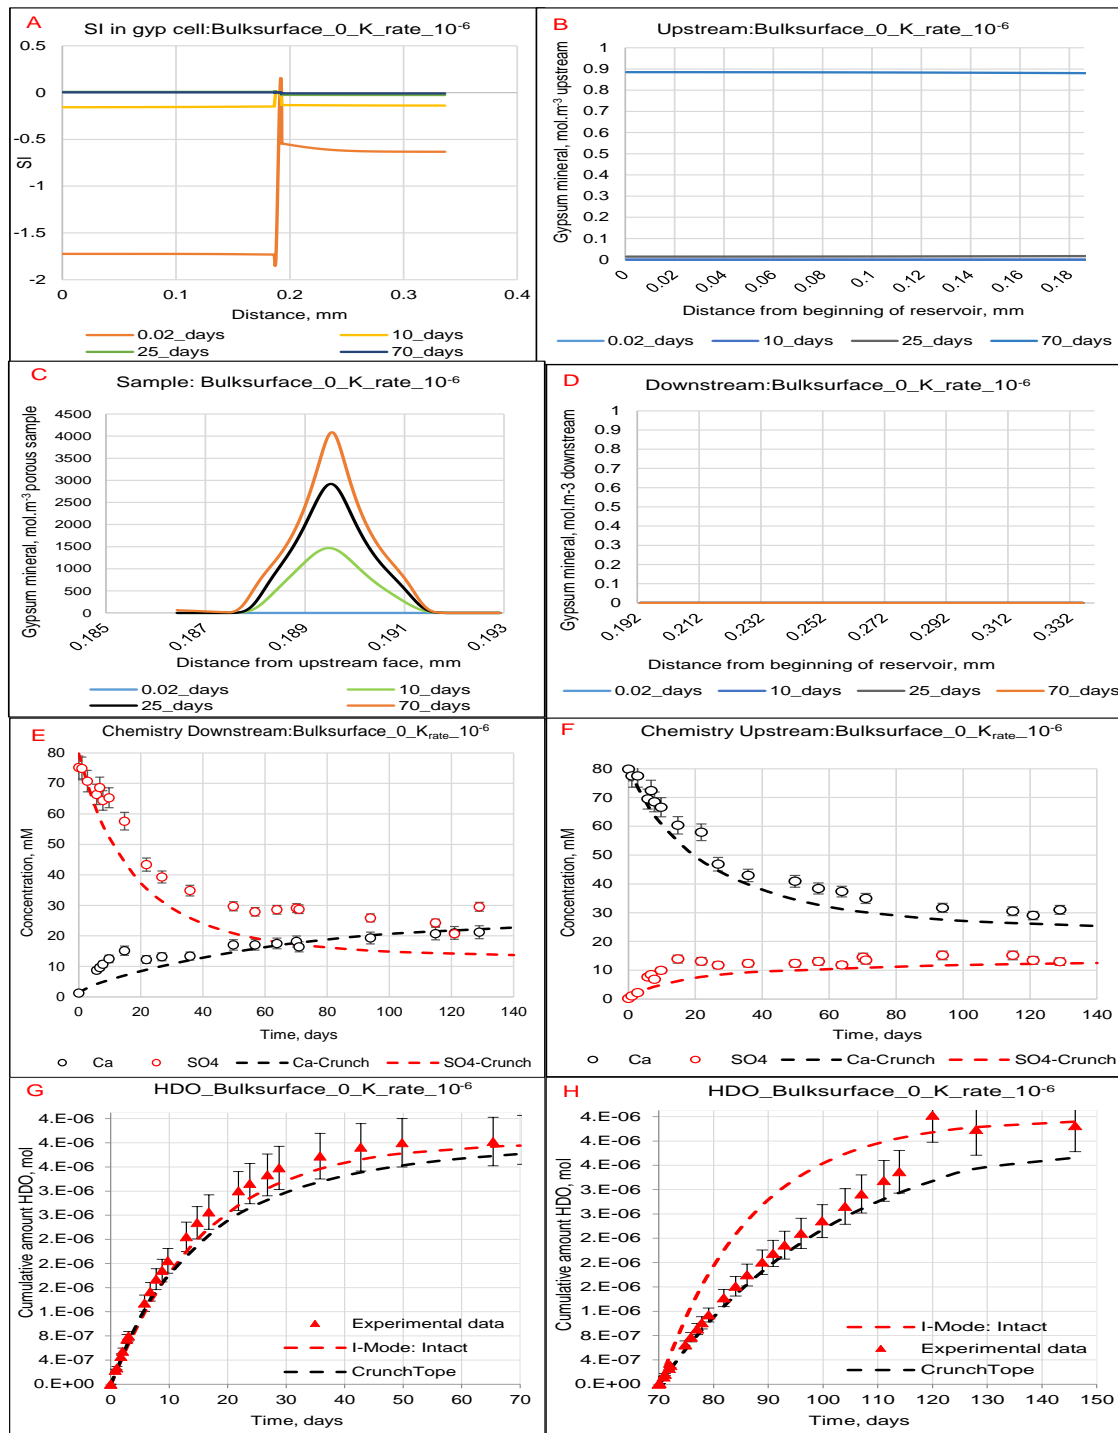 A
SI in gyp cell:Bulksurface_0_K_rate_10⁻⁶
0.5
0
-0.5
-1
-1.5
-2
SI
0 0.1 0.2 0.3 0.4
Distance, mm
0.02_days 10_days
25_days 70_days
B
Upstream:Bulksurface_0_K_rate_10⁻⁶
Gypsum mineral, mol.m⁻³ upstream
1
0.9
0.8
0.7
0.6
0.5
0.4
0.3
0.2
0.1
0
0 0.02 0.04 0.06 0.08 0.1 0.12 0.14 0.16 0.18
Distance from beginning of reservoir, mm
0.02_days 10_days 25_days 70_days
C
Sample: Bulksurface_0_K_rate_10⁻⁶
Gypsum mineral, mol.m⁻³ porous sample
4500
4000
3500
3000
2500
2000
1500
1000
500
0
0.185 0.187 0.189 0.191 0.193
Distance from upstream face, mm
0.02_days 10_days
25_days 70_days
D
Downstream:Bulksurface_0_K_rate_10⁻⁶
Gypsum mineral, mol.m-3 downstream
1
0.9
0.8
0.7
0.6
0.5
0.4
0.3
0.2
0.1
0
0.192 0.212 0.232 0.252 0.272 0.292 0.312 0.332
Distance from beginning of reservoir, mm
0.02_days 10_days 25_days 70_days
E
Chemistry Downstream:Bulksurface_0_Krate_10⁻⁶
Concentration, mM
80
70
60
50
40
30
20
10
0
0 20 40 60 80 100 120 140
Time, days
Ca SO4 Ca-Crunch SO4-Crunch
F
Chemistry Upstream:Bulksurface_0_Krate_10⁻⁶
Concentration, mM
80
70
60
50
40
30
20
10
0
0 20 40 60 80 100 120 140
Time, days
Ca SO4 Ca-Crunch SO4-Crunch
G
HDO_Bulksurface_0_K_rate_10⁻⁶
Cumulative amount HDO, mol
4.E-06
4.E-06
4.E-06
3.E-06
3.E-06
2.E-06
2.E-06
2.E-06
1.E-06
8.E-07
4.E-07
0.E+00
0 10 20 30 40 50 60 70
Time, days
Experimental data
I-Mode: Intact
CrunchTope
H
HDO_Bulksurface_0_K_rate_10⁻⁶
Cumulative amount HDO, mol
4.E-06
4.E-06
4.E-06
3.E-06
3.E-06
2.E-06
2.E-06
2.E-06
1.E-06
8.E-07
4.E-07
0.E+00
70 80 90 100 110 120 130 140 150
Time, days
I-Mode: Intact
Experimental data
CrunchTope